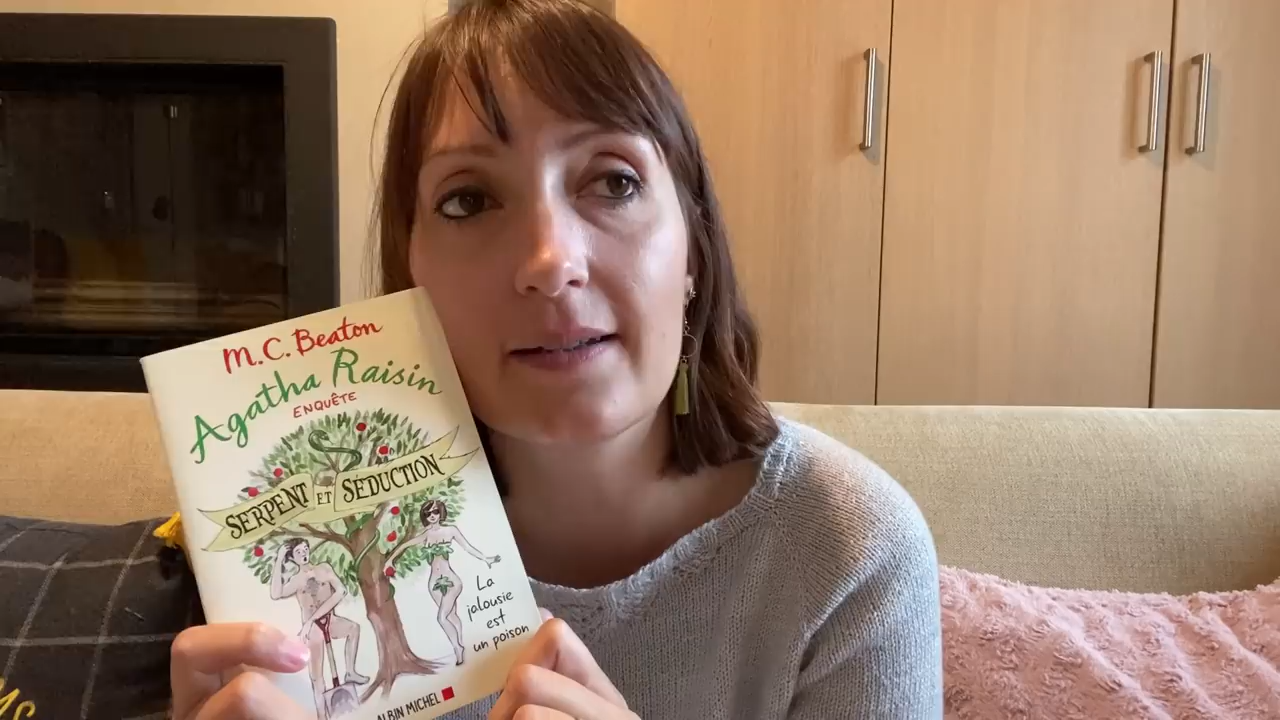 M.C. Beaton
Agatha Raisin
ENQUÊTE
SERPENT ET SÉDUCTION
La
jalousie
est
un poison
ALBIN MICHEL